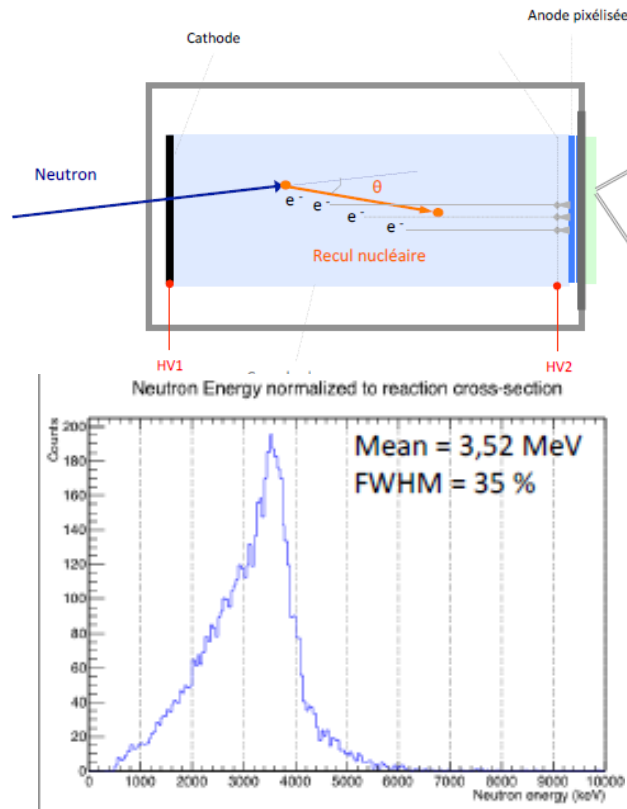 Anode pixélisée
Cathode
Neutron
θ
e-
e-
e-
e-
Recul nucléaire
HV1
HV2
Neutron Energy normalized to reaction cross-section
Counts
200
180
160
140
120
100
80
60
40
20
0
Mean = 3,52 MeV
FWHM = 35 %
0 1000 2000 3000 4000 5000 6000 7000 8000 9000 10000
Neutron energy (keV)